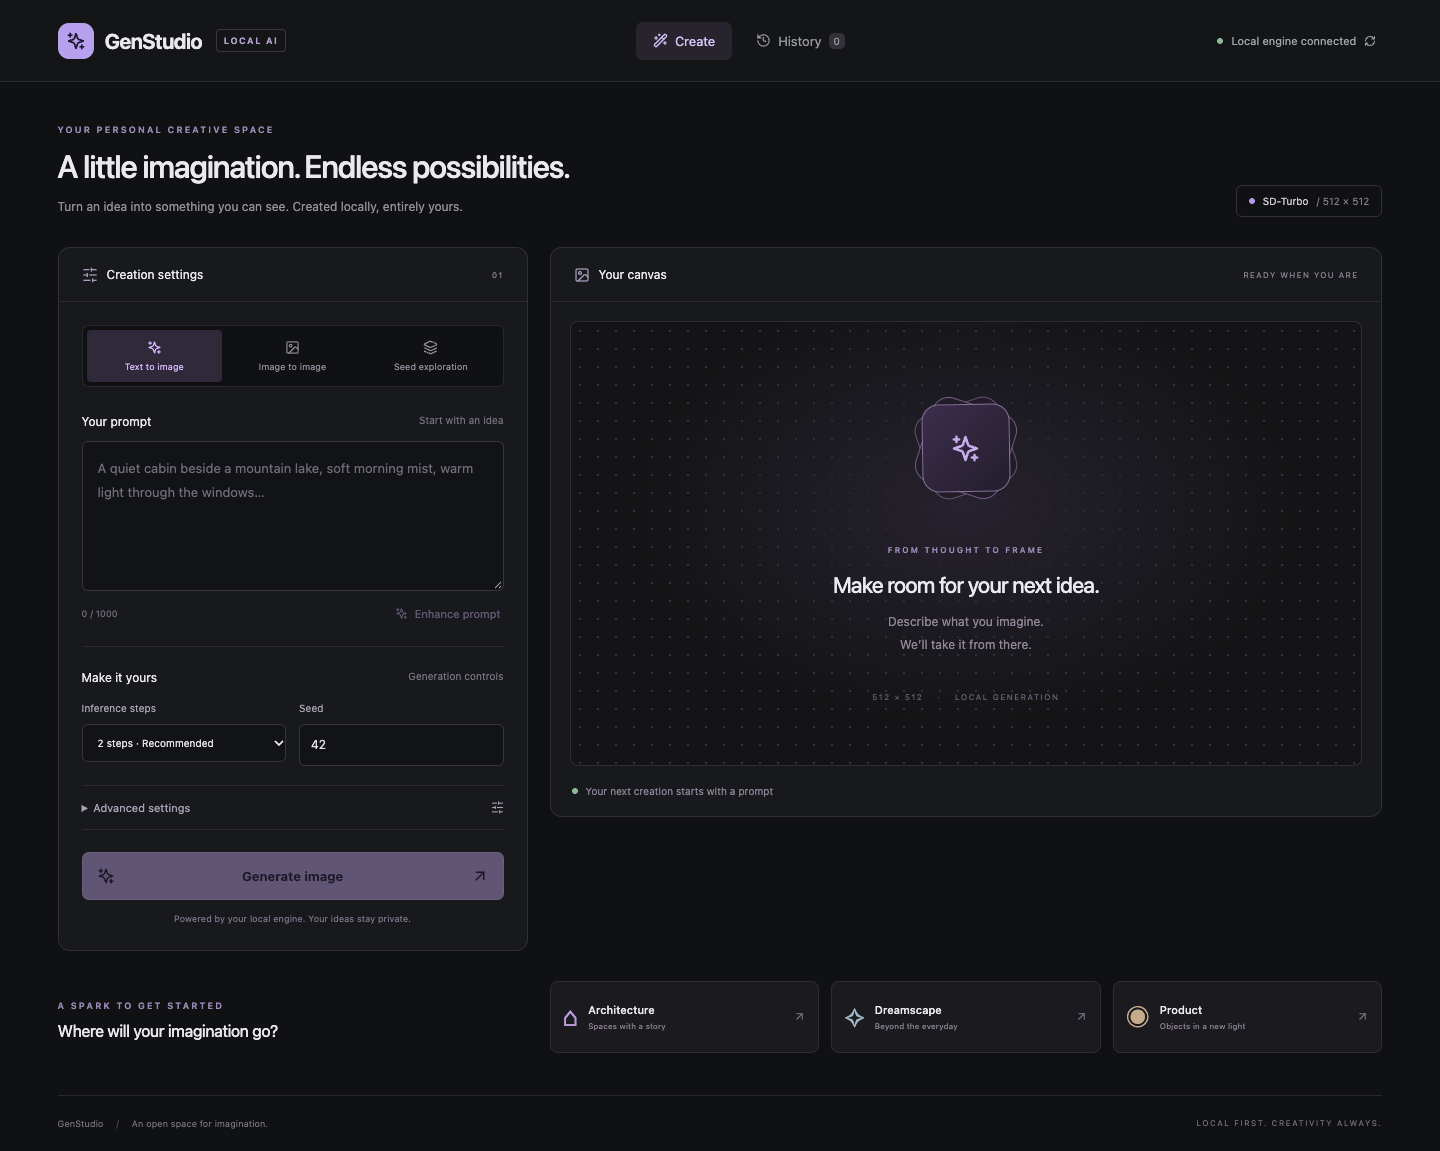 GenStudio
LOCAL AI
Create
History 0
Local engine connected
YOUR PERSONAL CREATIVE SPACE
A little imagination. Endless possibilities.
Turn an idea into something you can see. Created locally, entirely yours.
SD-Turbo / 512 × 512
Creation settings
01
Text to image
Image to image
Seed exploration
Your prompt
Start with an idea
A quiet cabin beside a mountain lake, soft morning mist, warm
light through the windows...
0 / 1000
Enhance prompt
Make it yours
Generation controls
Inference steps
Seed
2 steps · Recommended
42
Advanced settings
Generate image
Powered by your local engine. Your ideas stay private.
Your canvas
READY WHEN YOU ARE
FROM THOUGHT TO FRAME
Make room for your next idea.
Describe what you imagine.
We'll take it from there.
512 × 512 · LOCAL GENERATION
Your next creation starts with a prompt
A SPARK TO GET STARTED
Where will your imagination go?
Architecture
Spaces with a story
Dreamscape
Beyond the everyday
Product
Objects in a new light
GenStudio / An open space for imagination.
LOCAL FIRST. CREATIVITY ALWAYS.